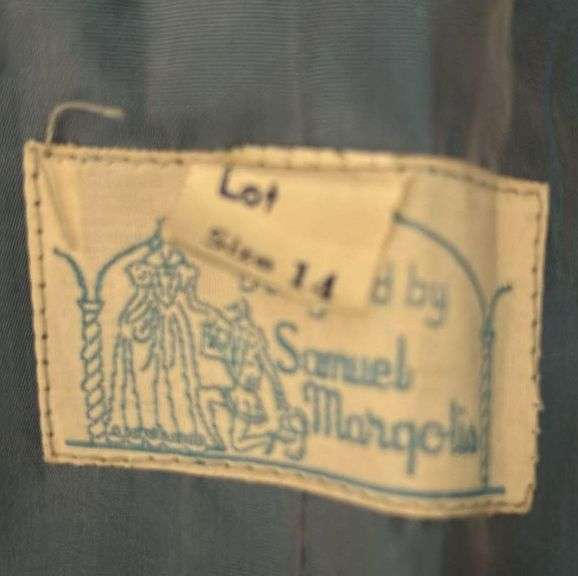 Lot
Size 14
d by
Samuel
Margolis